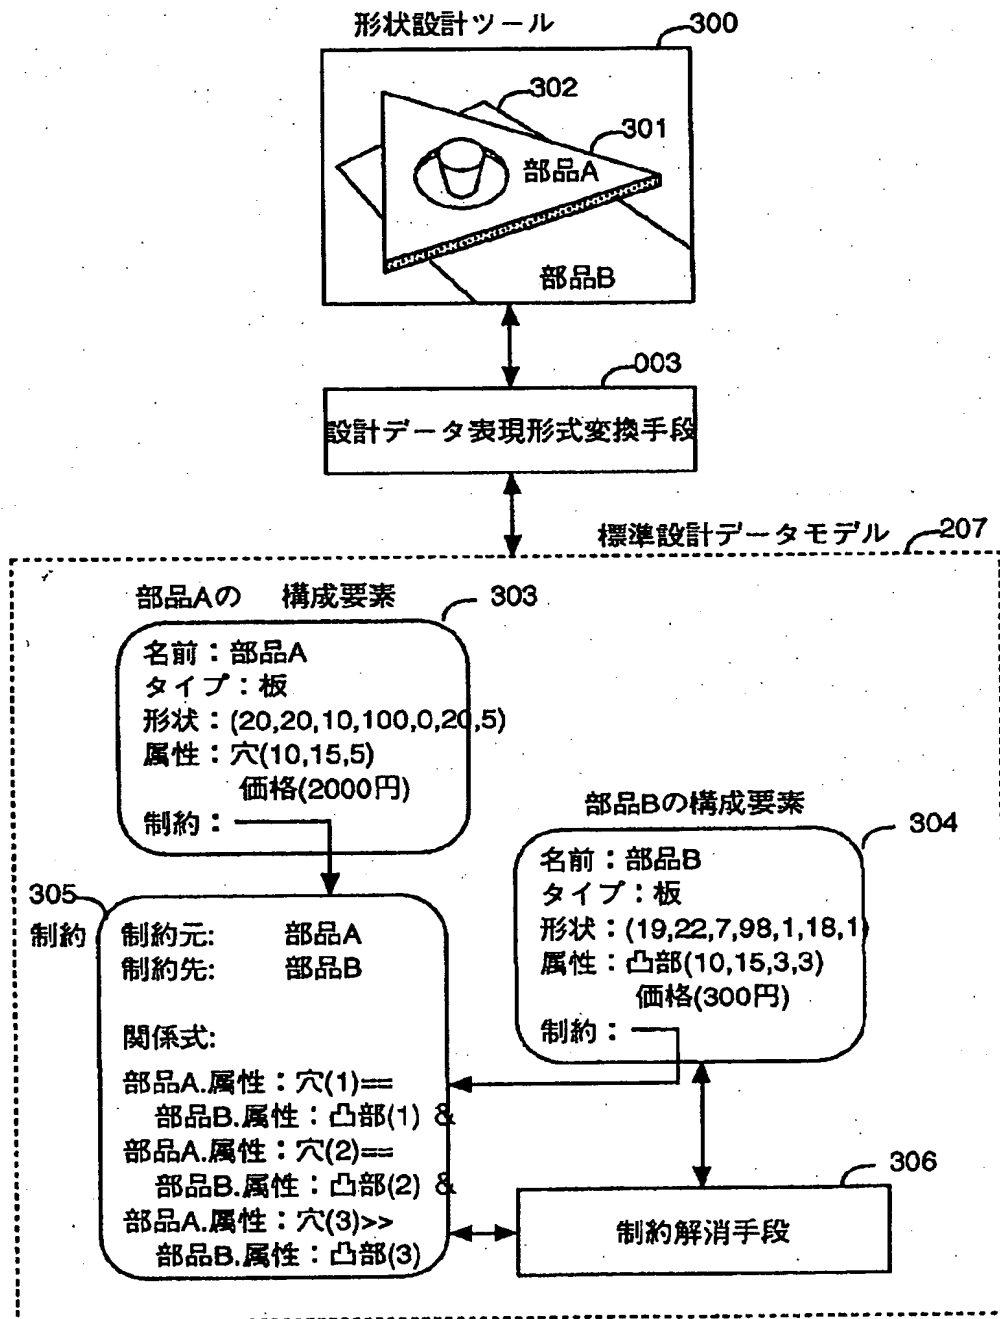 形状設計ツール
300
302
301
部品A
部品B
003
設計データ表現形式変換手段
標準設計データモデル
207
部品Aの 構成要素
303
名前：部品A
タイプ：板
形状：(20,20,10,100,0,20,5)
属性：穴(10,15,5)
価格(2000円)
制約：
部品Bの構成要素
304
名前：部品B
タイプ：板
形状：(19,22,7,98,1,18,1)
属性：凸部(10,15,3,3)
価格(300円)
制約：
305
制約
制約元: 部品A
制約先: 部品B
関係式:
部品A.属性：穴(1)==
部品B.属性：凸部(1) &
部品A.属性：穴(2)==
部品B.属性：凸部(2) &
部品A.属性：穴(3)>>
部品B.属性：凸部(3)
306
制約解消手段